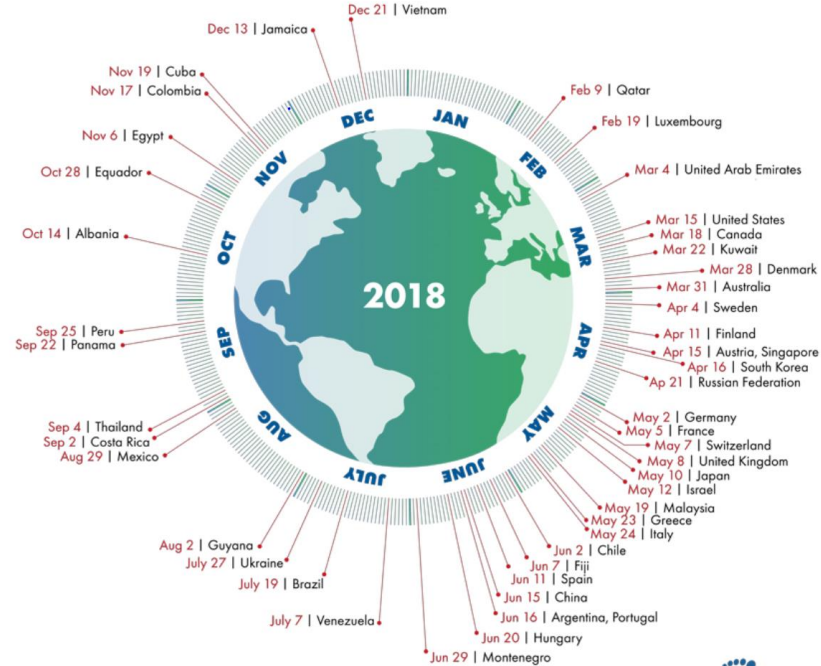 Dec 21 | Vietnam
Dec 13 | Jamaica
Nov 19 | Cuba
Nov 17 | Colombia
Nov 6 | Egypt
Oct 28 | Equador
Oct 14 | Albania
Sep 25 | Peru
Sep 22 | Panama
Sep 4 | Thailand
Sep 2 | Costa Rica
Aug 29 | Mexico
Aug 2 | Guyana
July 27 | Ukraine
July 19 | Brazil
July 7 | Venezuela
Feb 9 | Qatar
Feb 19 | Luxembourg
Mar 4 | United Arab Emirates
Mar 15 | United States
Mar 18 | Canada
Mar 22 | Kuwait
Mar 28 | Denmark
Mar 31 | Australia
Apr 4 | Sweden
Apr 11 | Finland
Apr 15 | Austria, Singapore
Apr 16 | South Korea
Ap 21 | Russian Federation
May 2 | Germany
May 5 | France
May 7 | Switzerland
May 8 | United Kingdom
May 10 | Japan
May 12 | Israel
May 19 | Malaysia
May 23 | Greece
May 24 | Italy
Jun 2 | Chile
Jun 7 | Fiji
Jun 11 | Spain
Jun 15 | China
Jun 16 | Argentina, Portugal
Jun 20 | Hungary
Jun 29 | Montenegro
JAN
FEB
MAR
APR
MAY
JUNE
JULY
AUG
SEP
OCT
NOV
DEC
2018